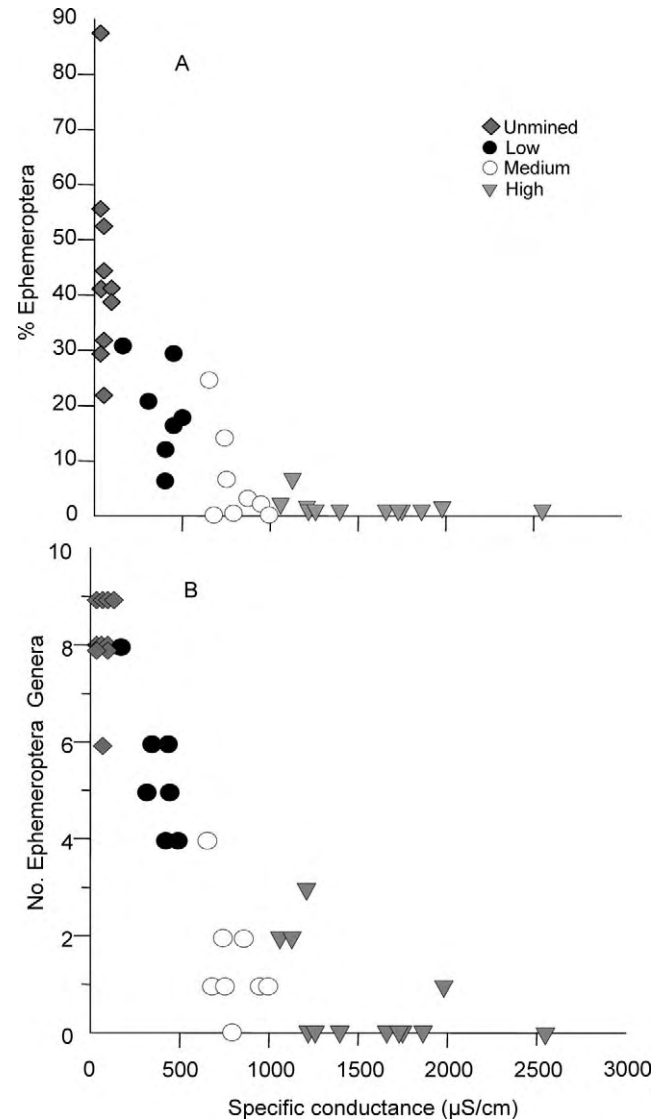 90
80
70
60
50
40
30
20
10
0
% Ephemeroptera
A
Unmined
Low
Medium
High
10
8
6
4
2
0
No. Ephemeroptera Genera
B
0 500 1000 1500 2000 2500 3000
Specific conductance (µS/cm)